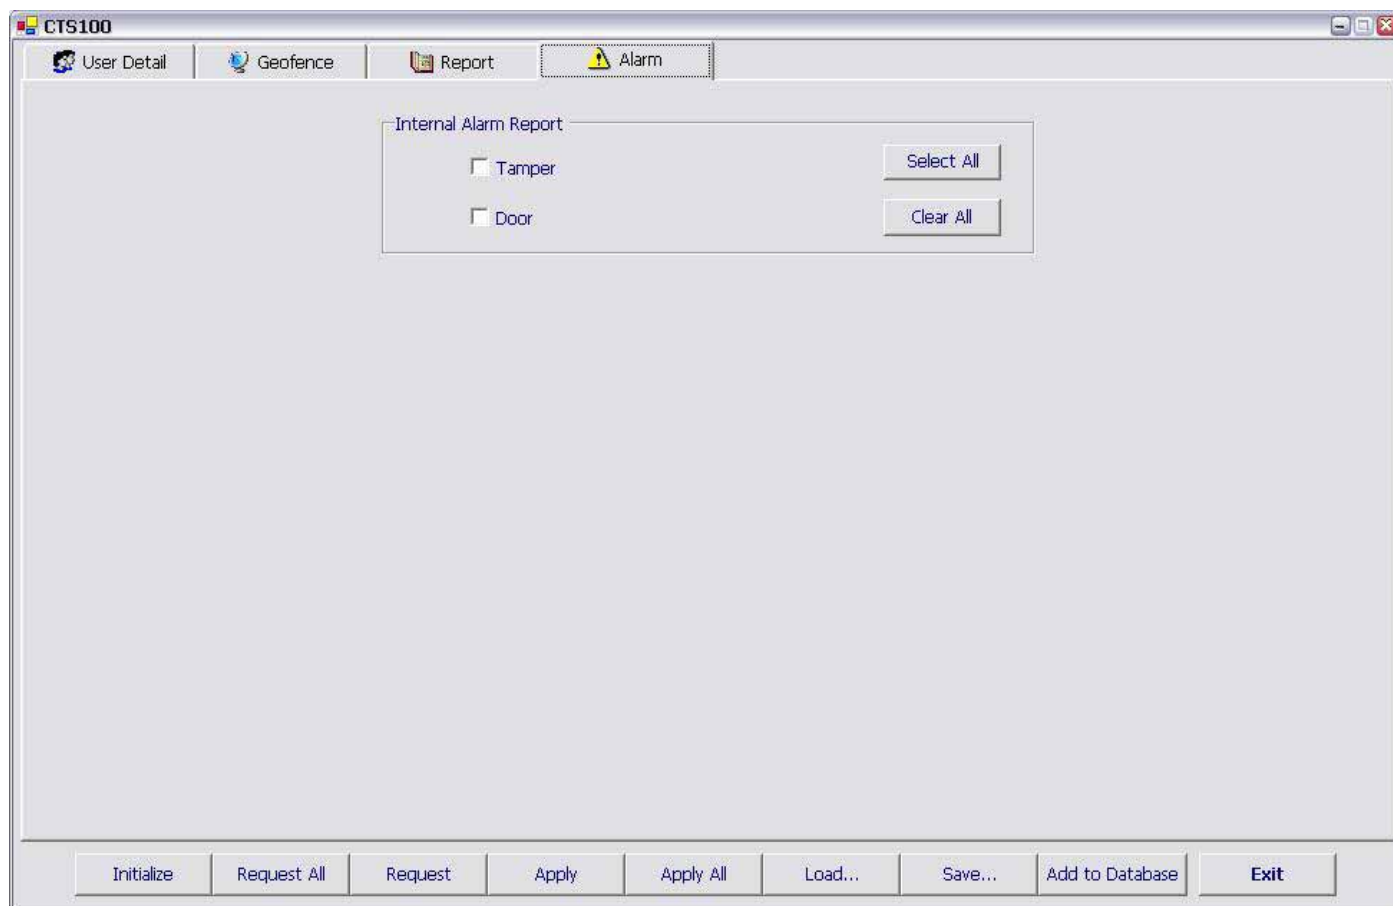 CTS100
User Detail Geofence Report Alarm
Internal Alarm Report
Tamper Select All
Door Clear All
Initialize Request All Request Apply Apply All Load... Save... Add to Database Exit